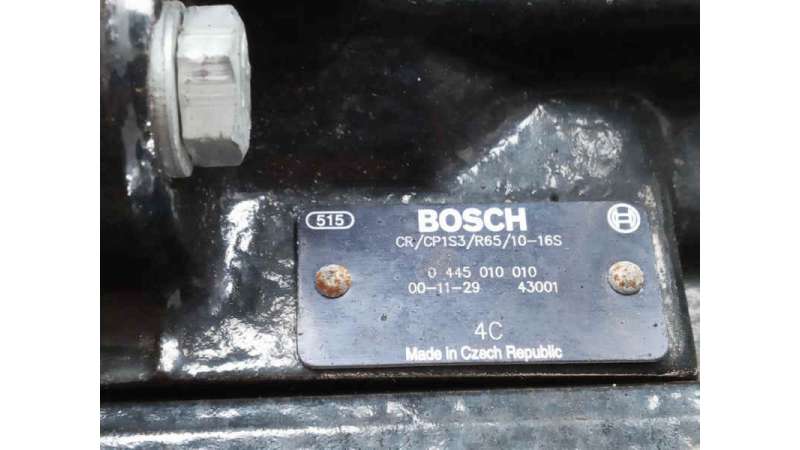 515
BOSCH
CR/CP1S3/R65/10-16S
0 445 010 010
00-11-29 43001
4C
Made in Czech Republic